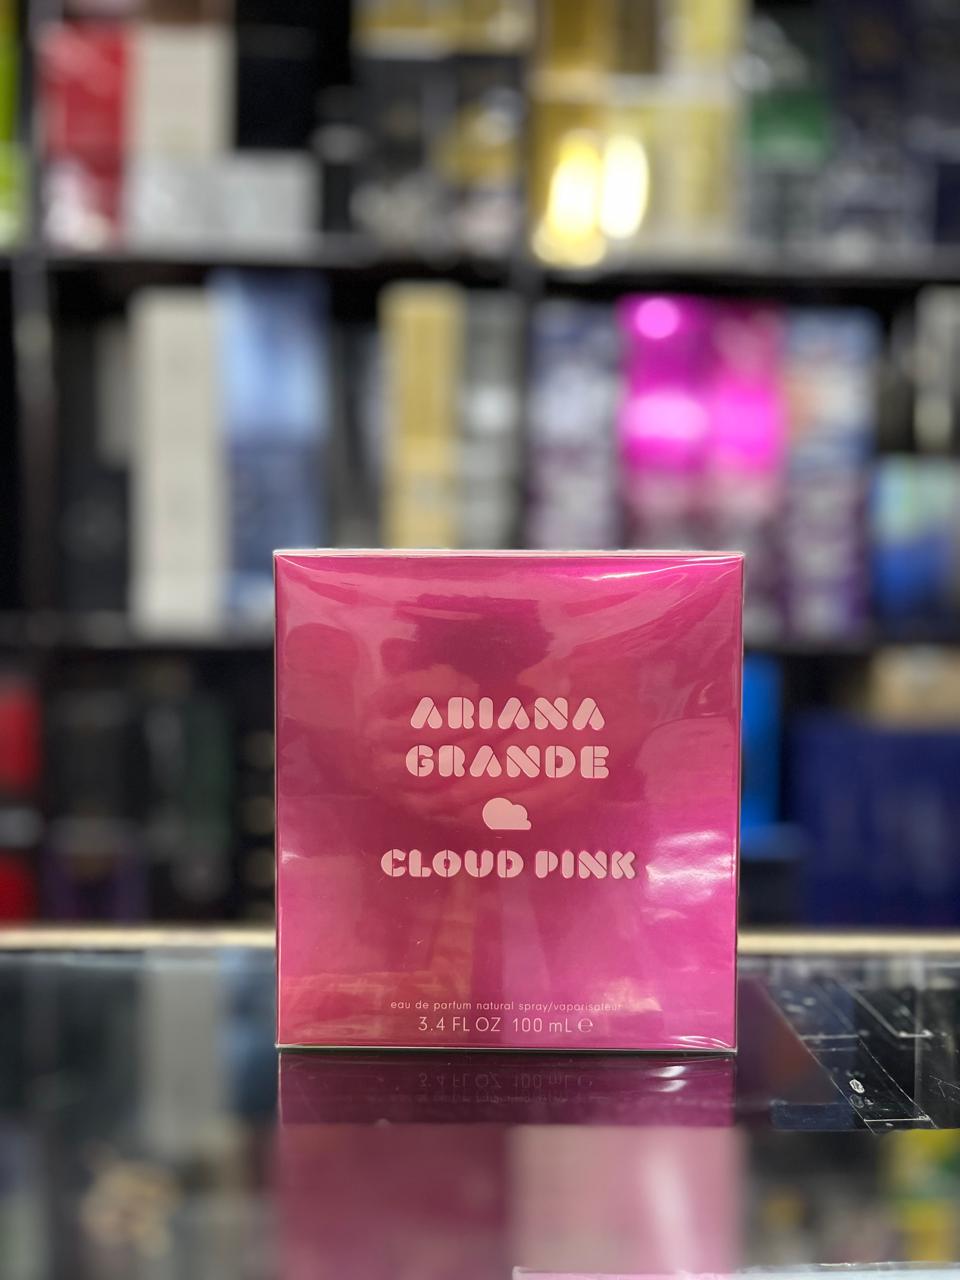 ARIANA
GRANDE
CLOUD PINK
eau de parfum natural spray/vaporisateur
3.4 FL OZ 100 mL ℮